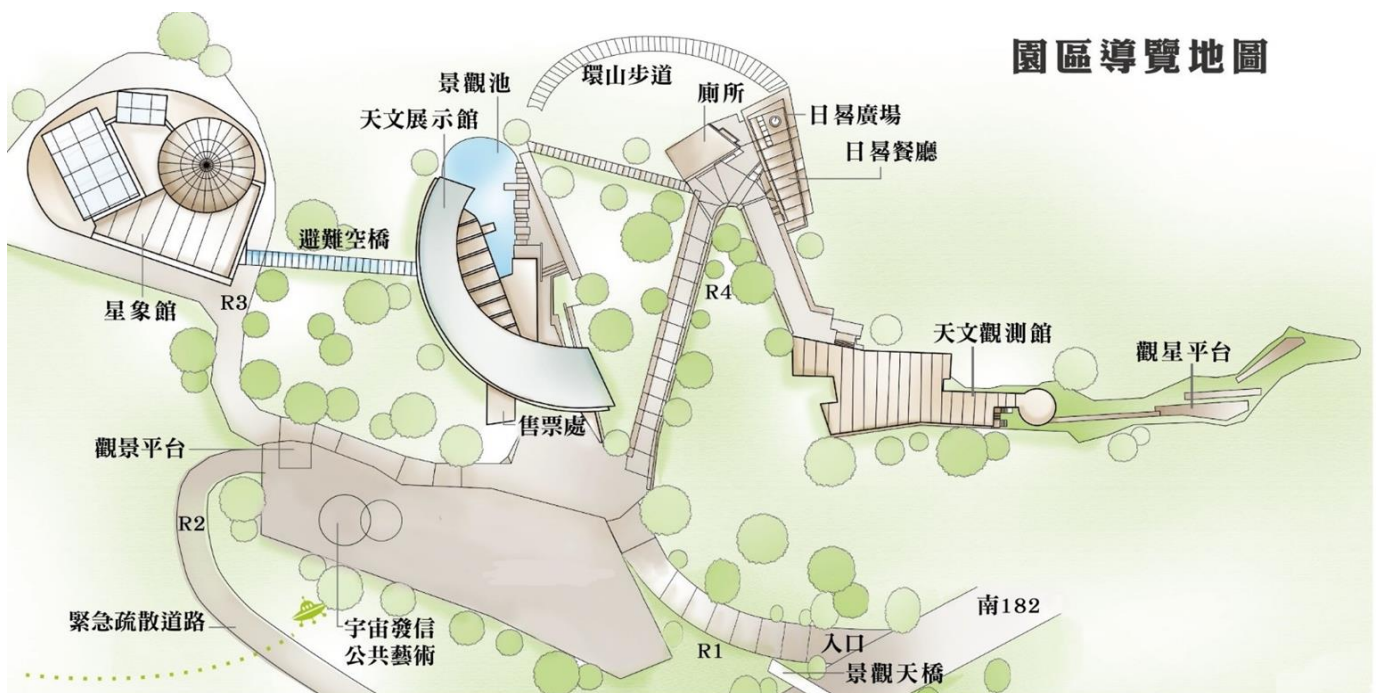 園區導覽地圖
景觀池
環山步道
廁所
天文展示館
日晷廣場
日晷餐廳
避難空橋
R3
星象館
R4
天文觀測館
觀星平台
售票處
觀景平台
R2
緊急疏散道路
宇宙發信
公共藝術
南182
R1
入口
景觀天橋